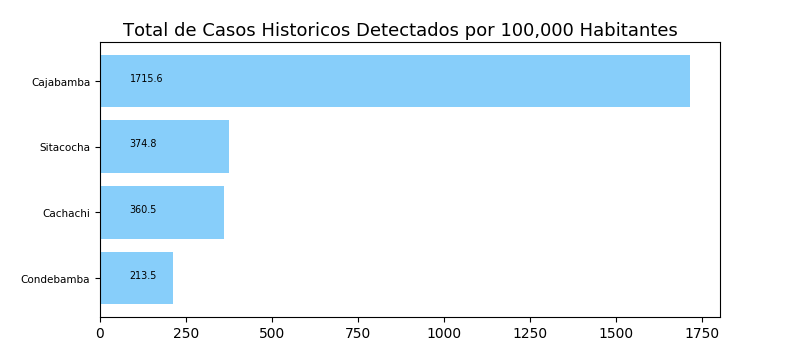 Total de Casos Historicos Detectados por 100,000 Habitantes
Cajabamba 1715.6
Sitacocha 374.8
Cachachi 360.5
Condebamba 213.5
0 250 500 750 1000 1250 1500 1750